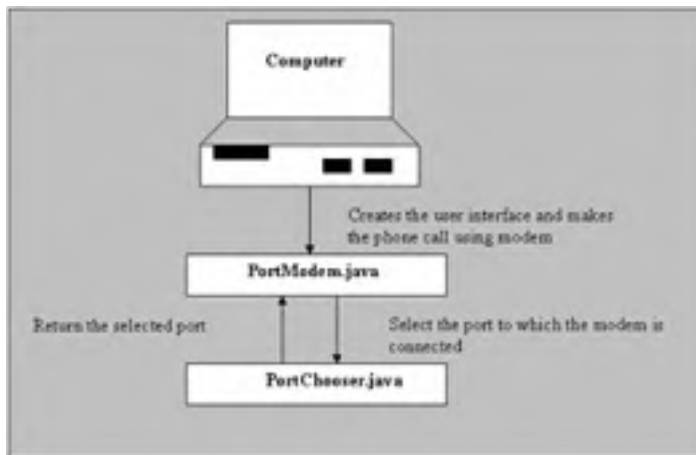 Computer
Creates the user interface and makes
the phone call using modem
PortModem.java
Return the selected port
Select the port to which the modem is
connected
PortChooser.java